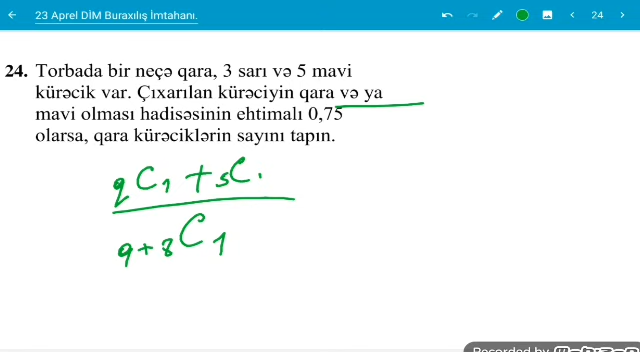 23 Aprel DİM Buraxılış İmtahanı.
24
24. Torbada bir neçə qara, 3 sarı və 5 mavi
kürəcik var. Çıxarılan kürəciyin qara və ya
mavi olması hadisəsinin ehtimalı 0,75
olarsa, qara kürəciklərin sayını tapın.
qC1 + 5C1
q+8C1
Recorded by